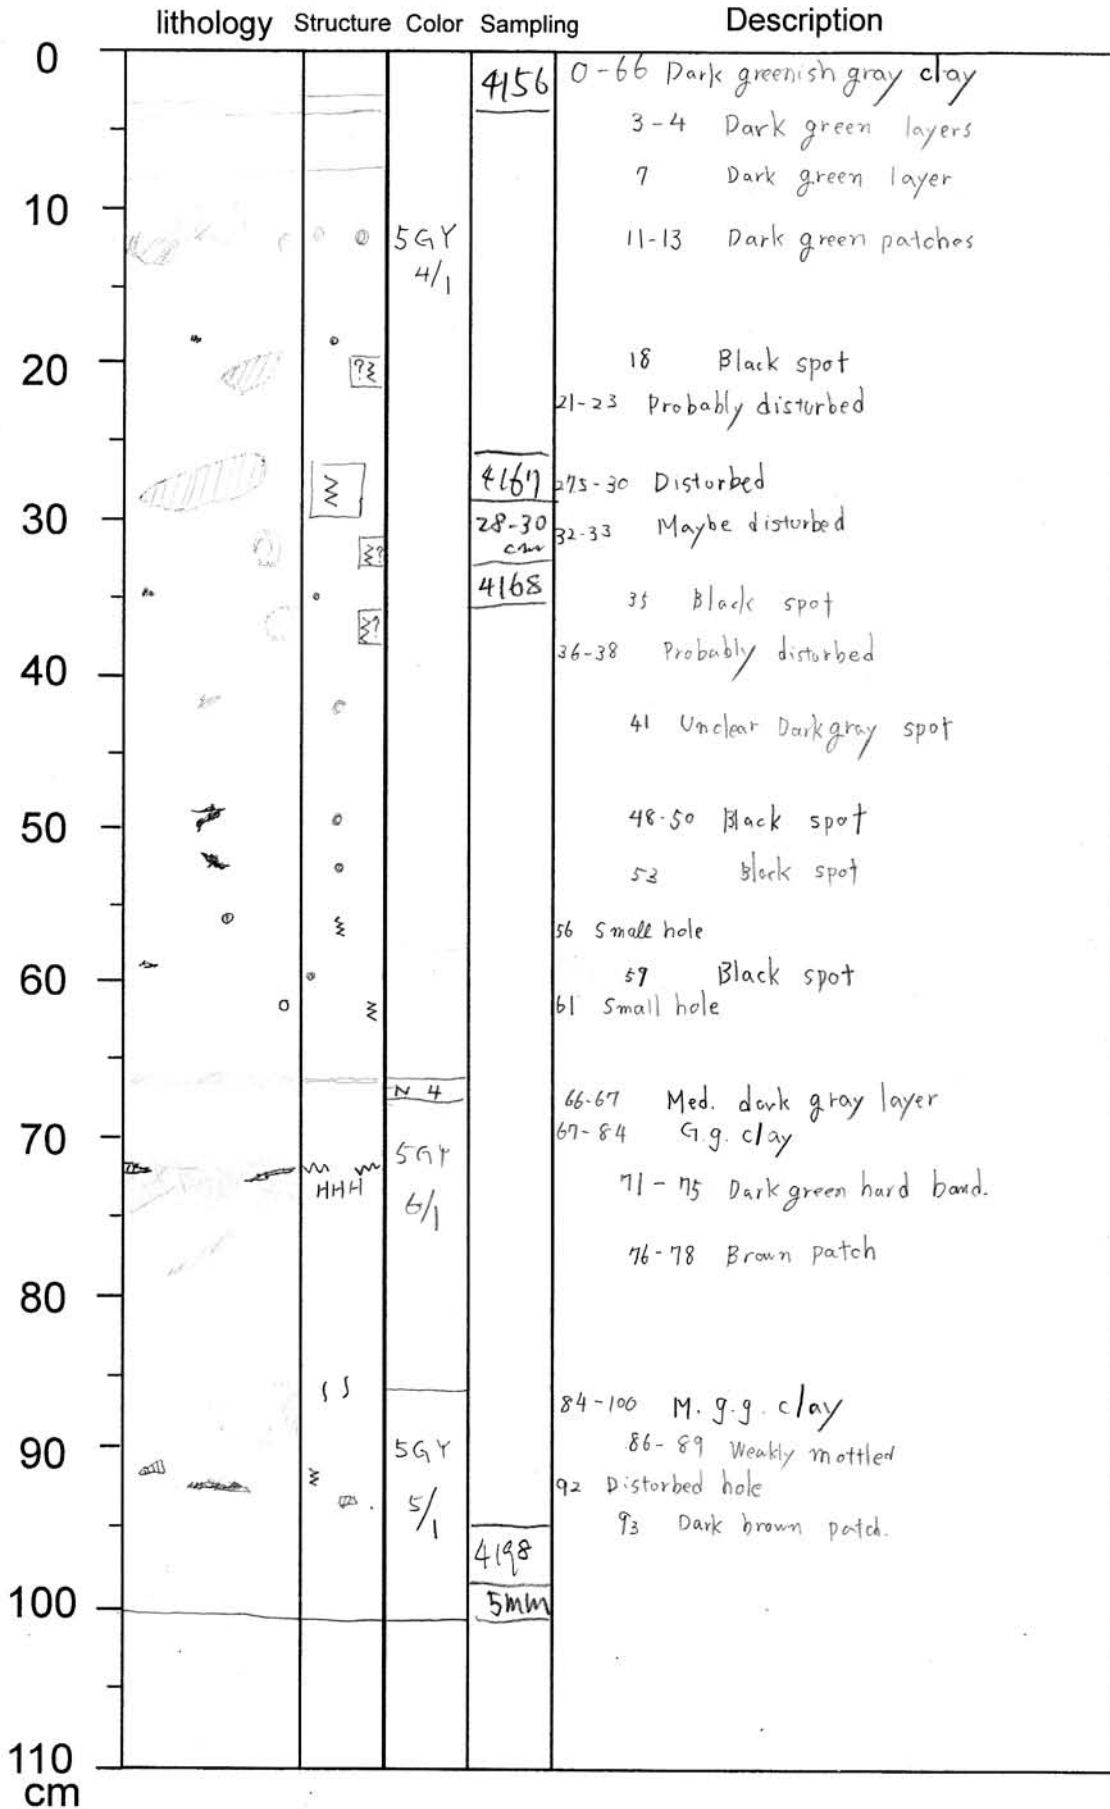 lithology Structure Color Sampling Description
0
4156 0-66 Dark greenish gray clay
3-4 Dark green layers
7 Dark green layer
10
5GY
4/1
11-13 Dark green patches
18 Black spot
20
??
21-23 Probably disturbed
4167 275-30 Disturbed
30
28-30
cm
32-33 Maybe disturbed
?
4168
35 Black spot
?
36-38 Probably disturbed
40
41 Unclear Dark gray spot
48-50 Black spot
50
53 Black spot
56 Small hole
59 Black spot
60
61 Small hole
N 4
66-67 Med. dark gray layer
67-84 G.g. clay
70
5GY
6/1
HHH
71-75 Dark green hard band.
76-78 Brown patch
80
84-100 M. g.g. clay
86-89 Weakly mottled
90
5GY
5/1
92 Distorbed hole
93 Dark brown patch.
4198
100
5mm
110
cm